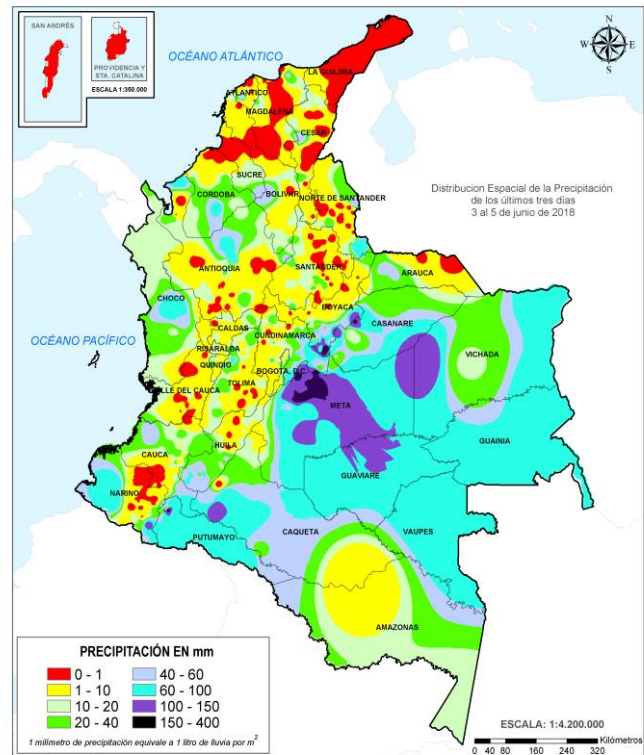 SAN ANDRÉS
PROVIDENCIA Y
STA. CATALINA
ESCALA 1:350.000
OCÉANO ATLÁNTICO
N
W E
S
LA GUAJIRA
ATLANTICO
MAGDALENA
CESAR
SUCRE
CORDOBA
BOLIVAR
NORTE DE SANTANDER
Distribucion Espacial de la Precipitación
de los últimos tres días
3 al 5 de junio de 2018
ANTIOQUIA
SANTANDER
ARAUCA
CHOCO
BOYACA
CASANARE
OCÉANO PACÍFICO
CALDAS
CUNDINAMARCA
VICHADA
RISARALDA
QUINDIO
BOGOTA, D.C.
TOLIMA
VALLE DEL CAUCA
META
GUAINIA
HUILA
CAUCA
GUAVIARE
NARIÑO
CAQUETA
VAUPES
PUTUMAYO
AMAZONAS
PRECIPITACIÓN EN mm
0 - 1 40 - 60
1 - 10 60 - 100
10 - 20 100 - 150
20 - 40 150 - 400
1 milimetro de precipitación equivale a 1 litro de lluvia por m²
ESCALA: 1:4.200.000
Kilómetros
0 40 80 160 240 320